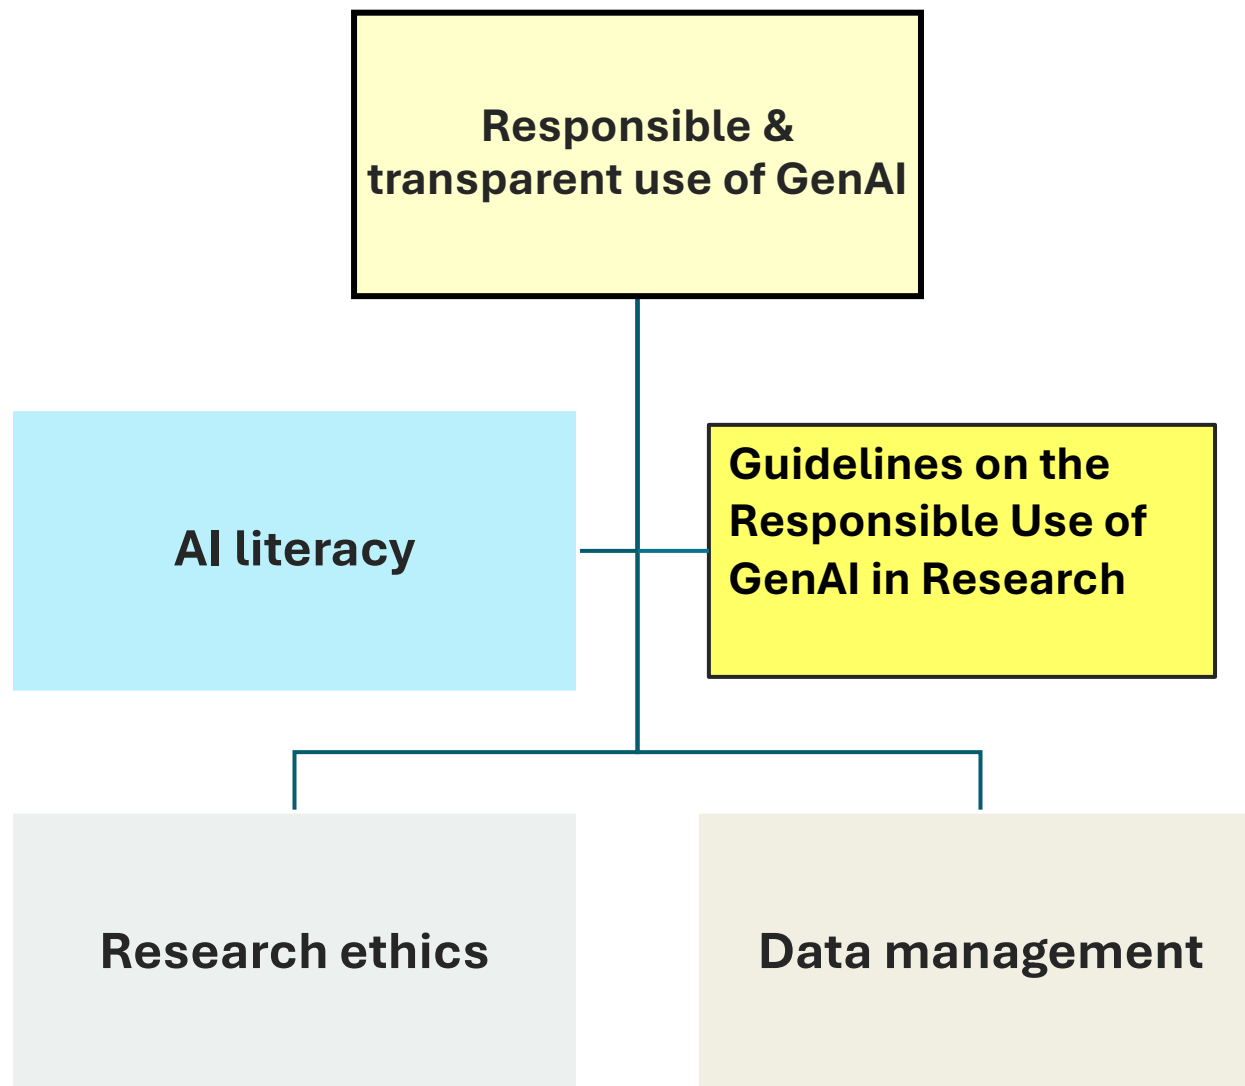 Responsible &
transparent use of GenAI
AI literacy
Guidelines on the
Responsible Use of
GenAI in Research
Research ethics
Data management